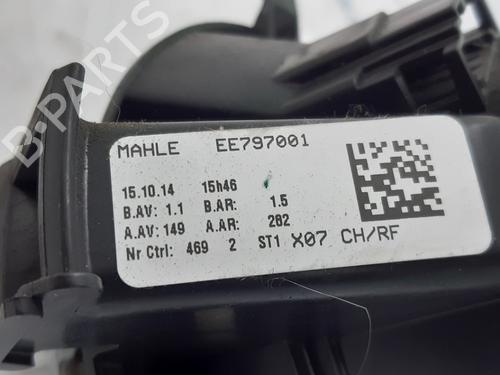 MAHLE EE797001
15.10.14 15h46
B.AV: 1.1 B.AR: 1.5
A.AV: 149 A.AR: 282
Nr Ctrl: 469 2 ST1 X07 CH/RF
B-PARTS